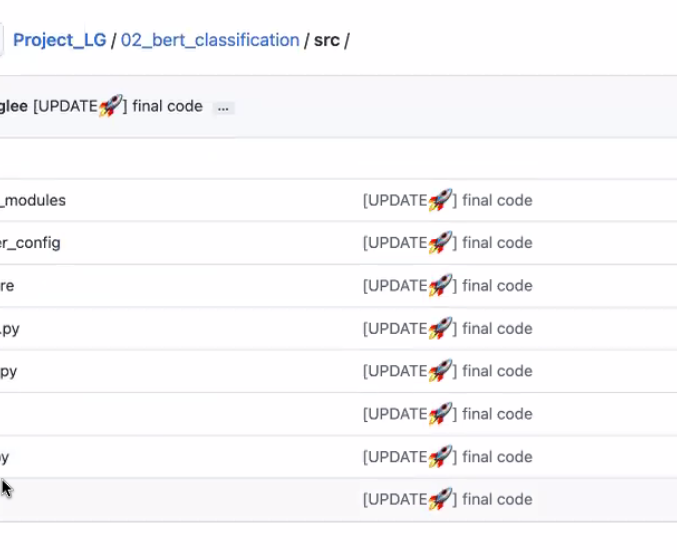 Project_LG / 02_bert_classification / src /
glee [UPDATE🚀] final code ...
_modules [UPDATE🚀] final code
er_config [UPDATE🚀] final code
re [UPDATE🚀] final code
.py [UPDATE🚀] final code
py [UPDATE🚀] final code
[UPDATE🚀] final code
y [UPDATE🚀] final code
[UPDATE🚀] final code